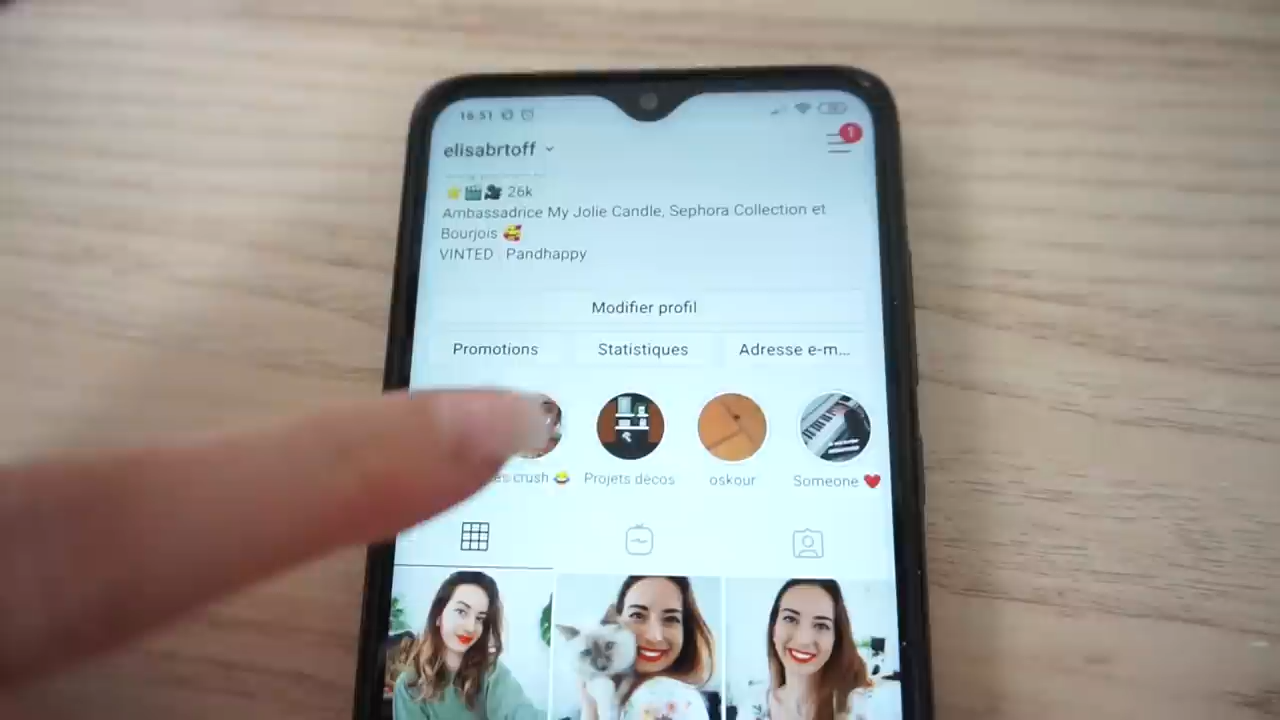 16:51
elisabrtoff
1
26k
Ambassadrice My Jolie Candle, Sephora Collection et
Bourjois
VINTED Pandhappy
Modifier profil
Promotions Statistiques Adresse e-m...
crush 😂 Projets décos oskour Someone ❤️